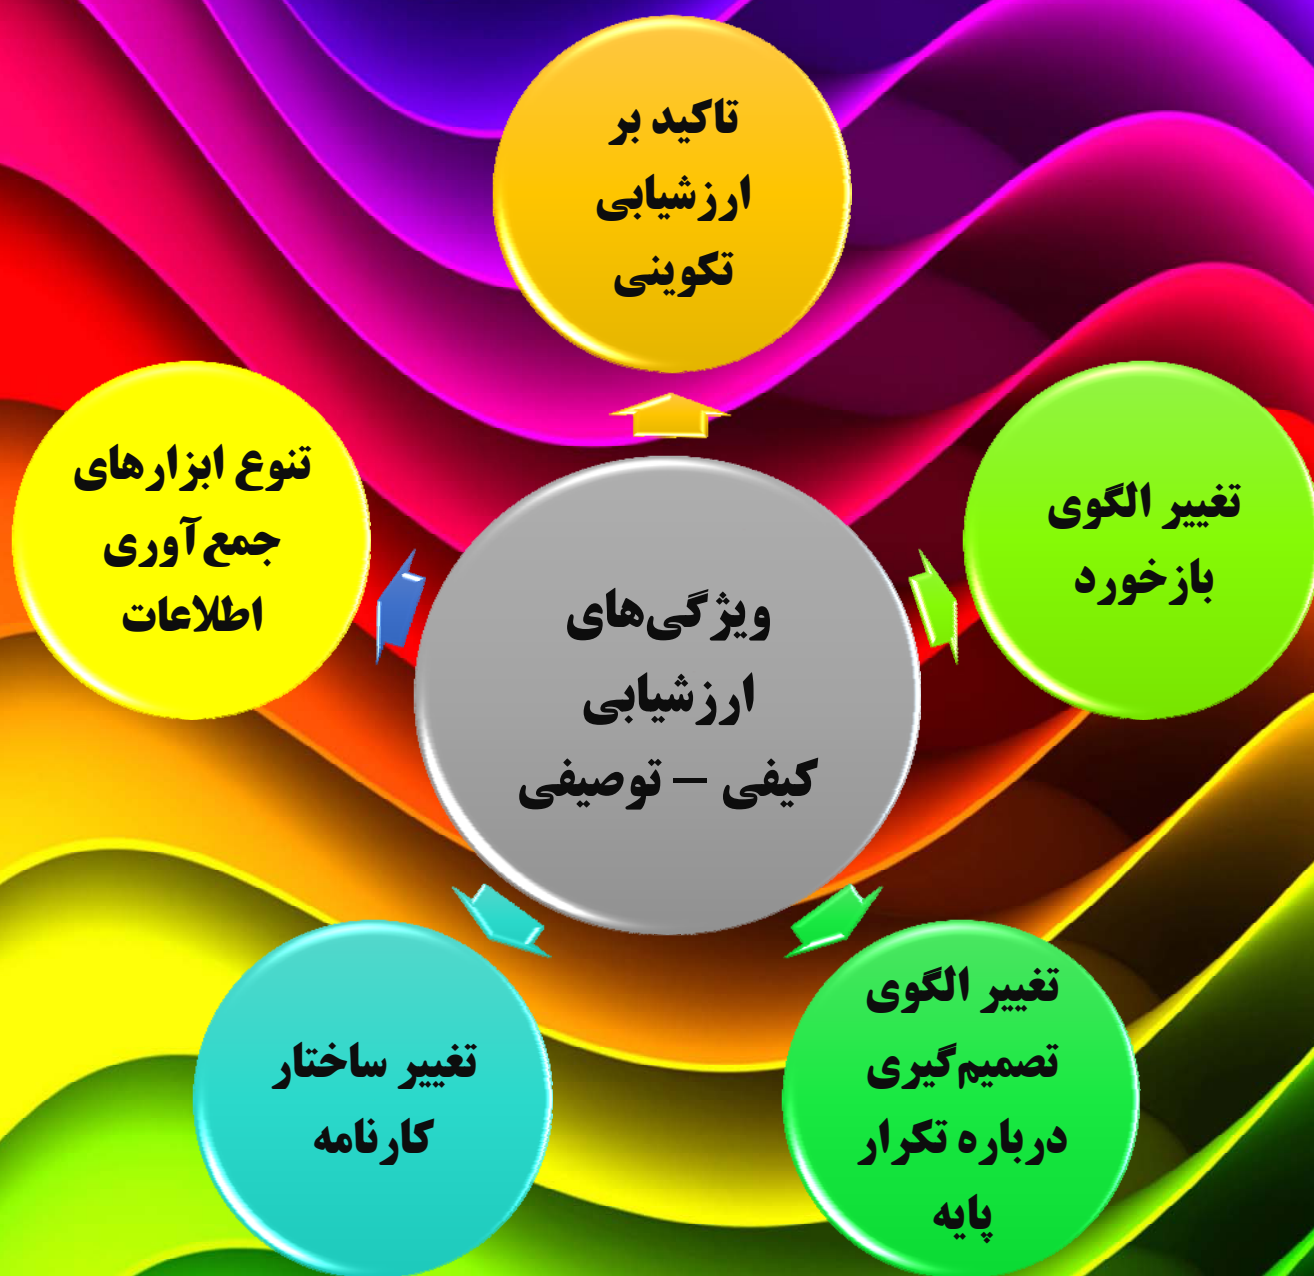 تاکید بر
ارزشیابی
تکوینی
تغییر الگوی
بازخورد
تنوع ابزارهای
جمع‌آوری
اطلاعات
ویژگی‌های
ارزشیابی
کیفی – توصیفی
تغییر الگوی
تصمیم‌گیری
درباره تکرار
پایه
تغییر ساختار
کارنامه